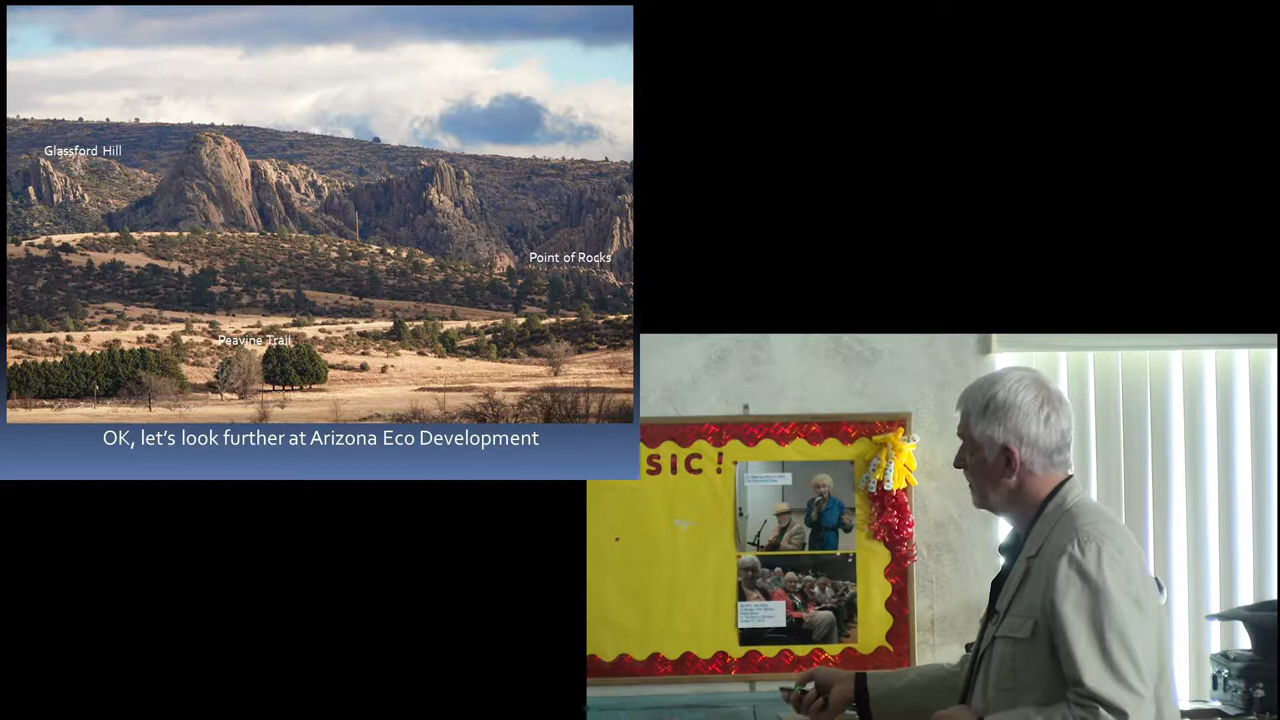 Glassford Hill
Point of Rocks
Peavine Trail
OK, let's look further at Arizona Eco Development
SIC!